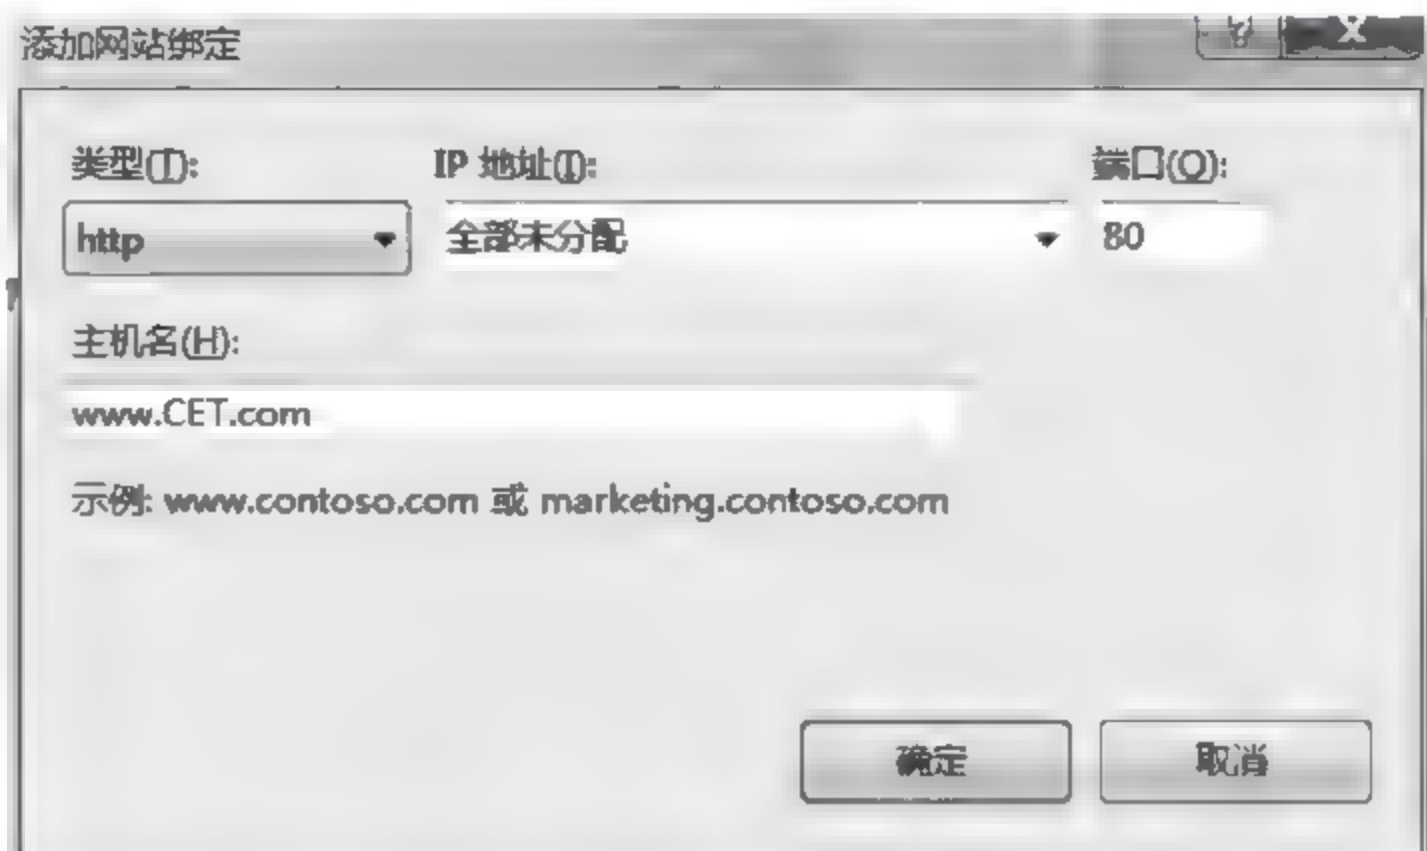 添加网站绑定
类型(T): IP 地址(I): 端口(O):
http 全部未分配 80
主机名(H):
www.CET.com
示例: www.contoso.com 或 marketing.contoso.com
确定 取消